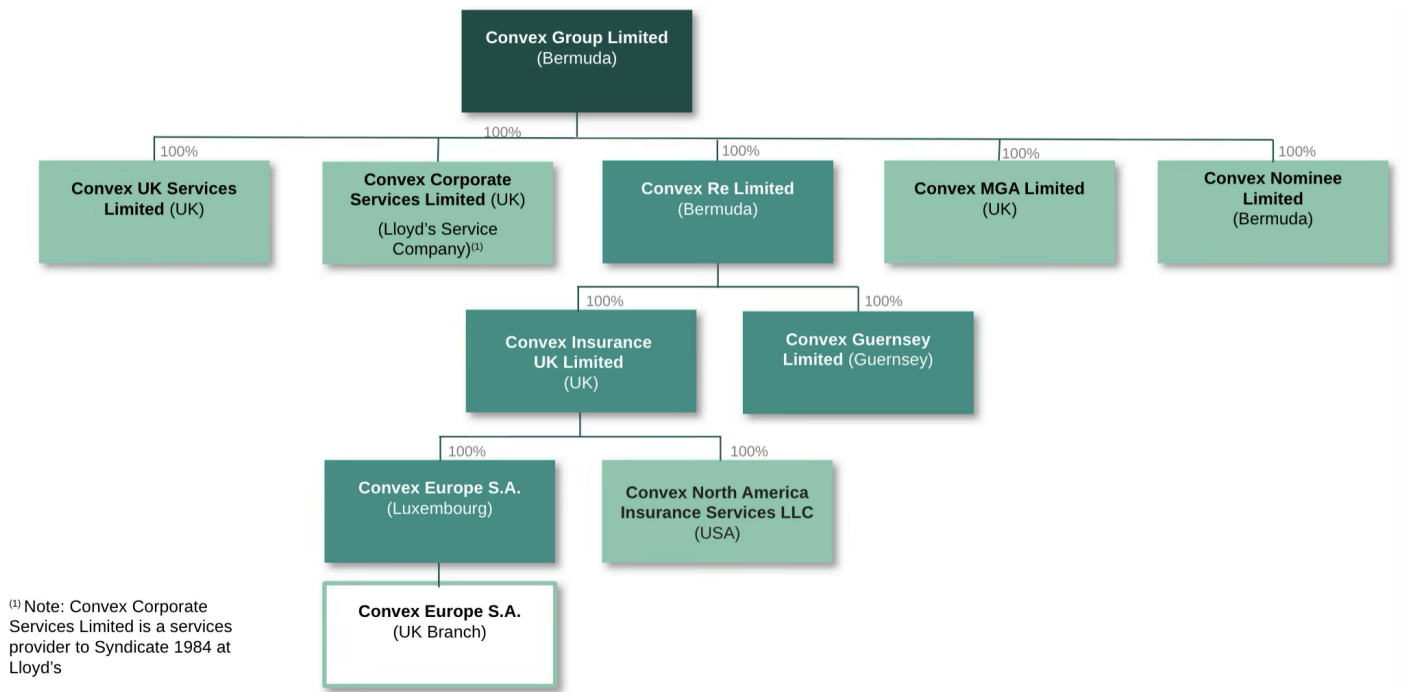 Convex Group Limited
(Bermuda)
100%
100%
100%
100%
100%
Convex UK Services
Limited (UK)
Convex Corporate
Services Limited (UK)
(Lloyd’s Service
Company)(1)
Convex Re Limited
(Bermuda)
Convex MGA Limited
(UK)
Convex Nominee
Limited
(Bermuda)
100%
100%
Convex Insurance
UK Limited
(UK)
Convex Guernsey
Limited (Guernsey)
100%
100%
Convex Europe S.A.
(Luxembourg)
Convex North America
Insurance Services LLC
(USA)
Convex Europe S.A.
(UK Branch)
(1) Note: Convex Corporate
Services Limited is a services
provider to Syndicate 1984 at
Lloyd’s